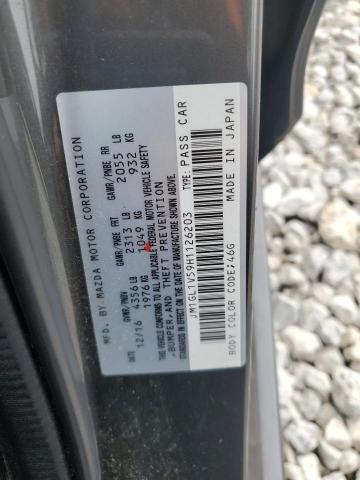 MFD. BY MAZDA MOTOR CORPORATION
DATE GVWR/PNBV GAWR/PNBE FRT GAWR/PNBE RR
12/16 4356 LB 2313 LB 2055 LB
1976 KG 1049 KG 932 KG
THIS VEHICLE CONFORMS TO ALL APPLICABLE FEDERAL MOTOR VEHICLE SAFETY
,BUMPER,AND THEFT PREVENTION
STANDARDS IN EFFECT ON THE DATE OF MANUFACTURE SHOWN ABOVE.
JM1GL1V59H1126203 TYPE: PASS CAR
BODY COLOR CODE;46G MADE IN JAPAN